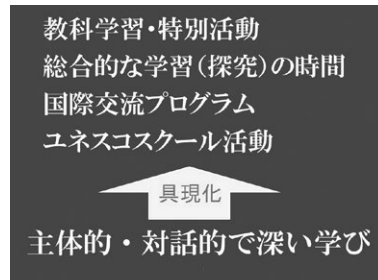 教科学習・特別活動
総合的な学習（探究）の時間
国際交流プログラム
ユネスコスクール活動
具現化
主体的・対話的で深い学び